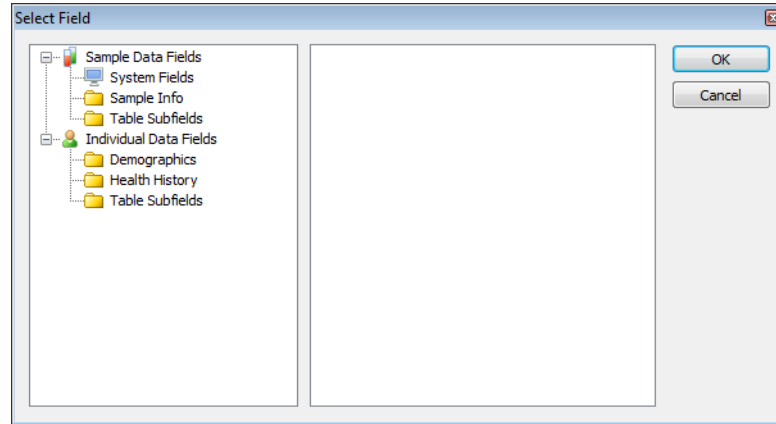 Select Field
Sample Data Fields
System Fields
Sample Info
Table Subfields
Individual Data Fields
Demographics
Health History
Table Subfields
OK
Cancel